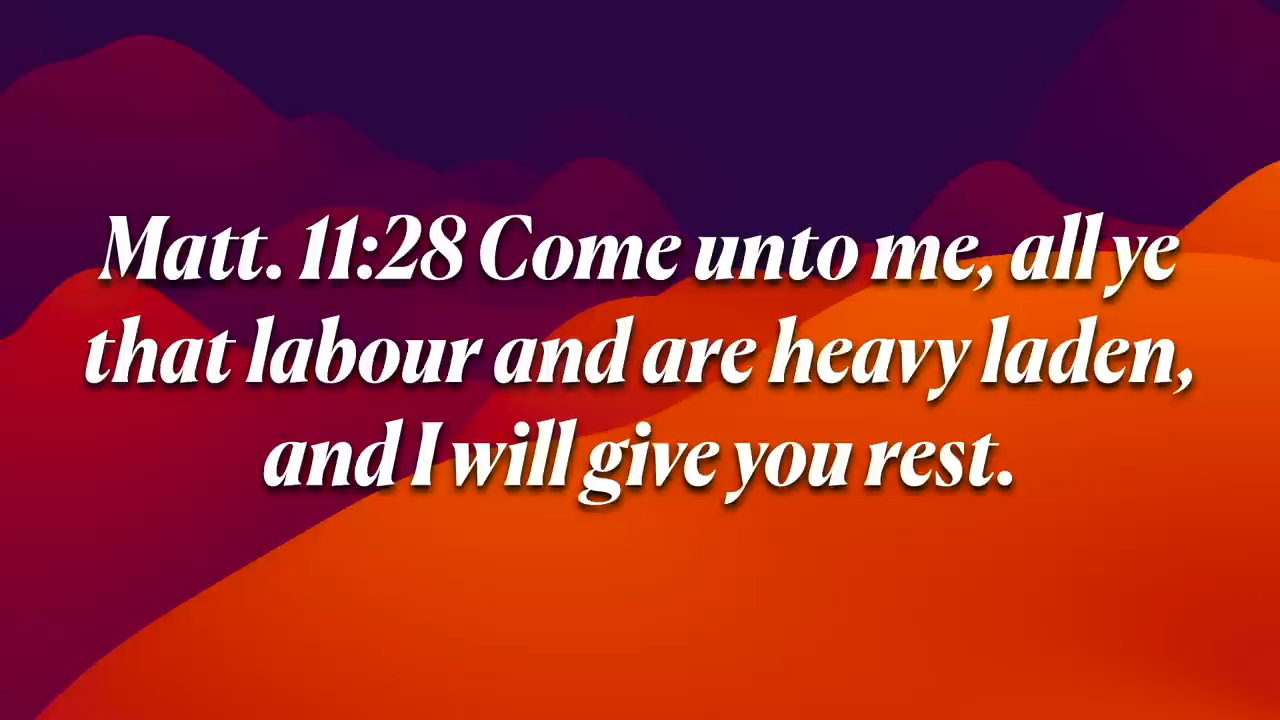 Matt. 11:28 Come unto me, all ye
that labour and are heavy laden,
and I will give you rest.